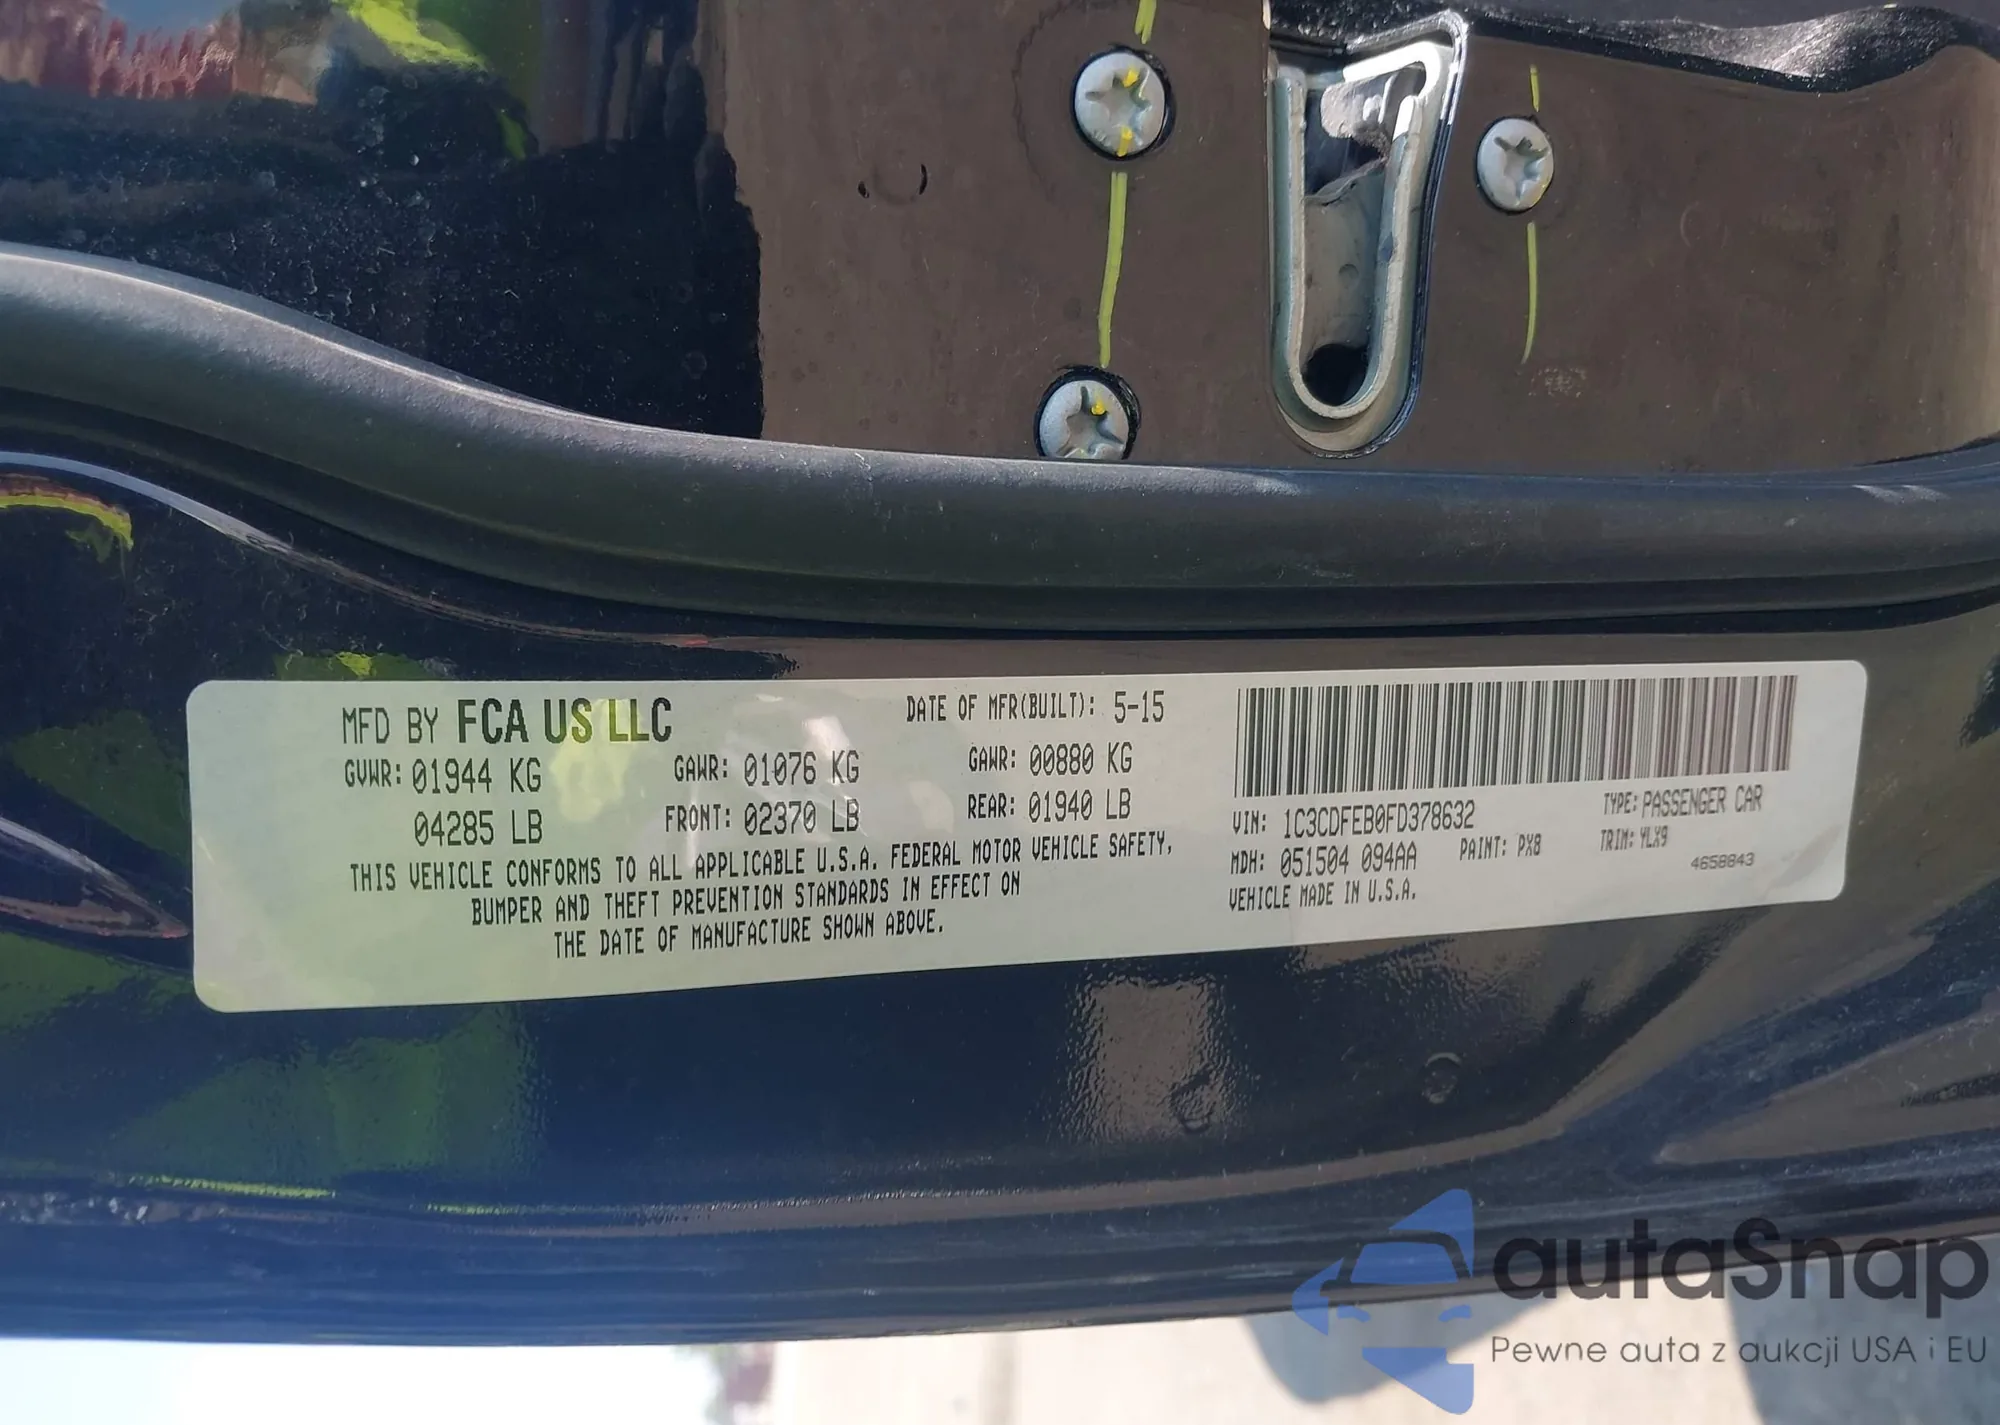 MFD BY FCA US LLC
DATE OF MFR(BUILT): 5-15
GVWR: 01944 KG
GAWR: 01076 KG
GAWR: 00880 KG
04285 LB
FRONT: 02370 LB
REAR: 01940 LB
THIS VEHICLE CONFORMS TO ALL APPLICABLE U.S.A. FEDERAL MOTOR VEHICLE SAFETY,
BUMPER AND THEFT PREVENTION STANDARDS IN EFFECT ON
THE DATE OF MANUFACTURE SHOWN ABOVE.
VIN: 1C3CDFEB0FD378632
TYPE: PASSENGER CAR
MDH: 051504 094AA
PAINT: PX8
TRIM: YLX9
VEHICLE MADE IN U.S.A.
4658843
autaSnap
Pewne auta z aukcji USA i EU